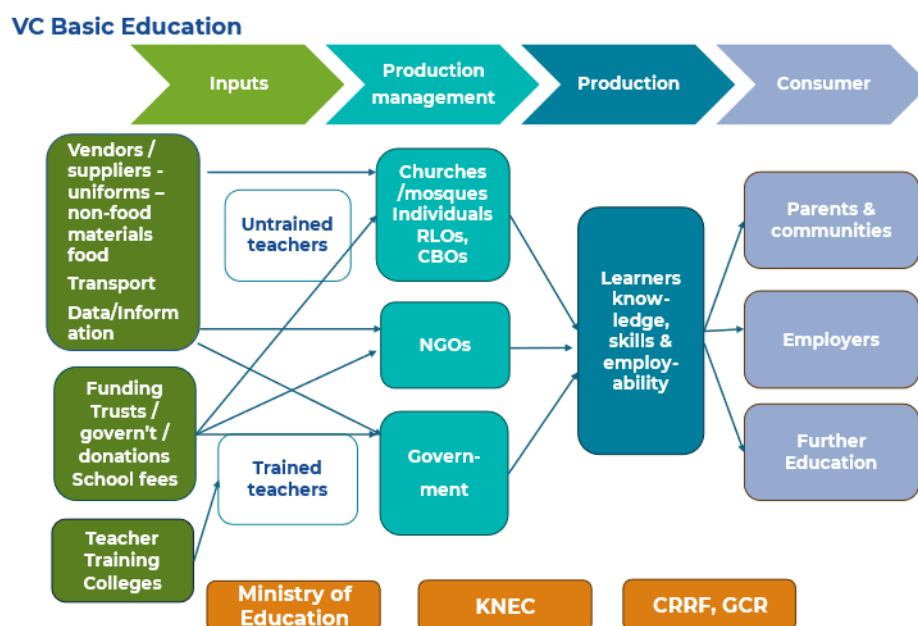 VC Basic Education
Inputs
Production
management
Production
Consumer
Vendors /
suppliers -
uniforms –
non-food
materials
food
Transport
Data/Inform
ation
Untrained
teachers
Churches
/mosques
Individuals
RLOs,
CBOs
Learners
know-
ledge,
skills &
employ-
ability
Parents &
communities
NGOs
Employers
Funding
Trusts /
govern't /
donations
School fees
Trained
teachers
Govern-
ment
Further
Education
Teacher
Training
Colleges
Ministry of
Education
KNEC
CRRF, GCR